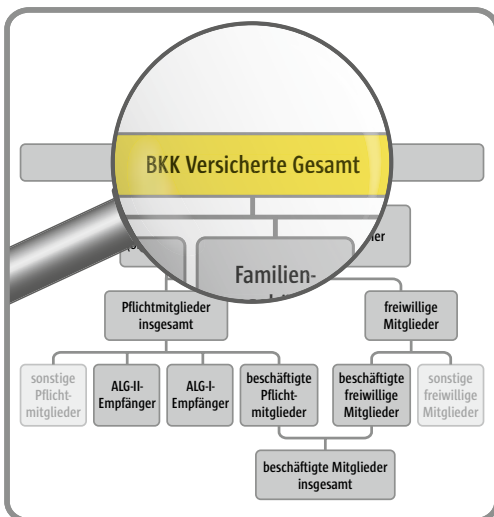 BKK Versicherte Gesamt
Familien-
Pflichtmitglieder
insgesamt
freiwillige
Mitglieder
sonstige
Pflicht-
mitglieder
ALG-II-
Empfänger
ALG-I-
Empfänger
beschäftigte
Pflicht-
mitglieder
beschäftigte
freiwillige
Mitglieder
sonstige
freiwillige
Mitglieder
beschäftigte Mitglieder
insgesamt